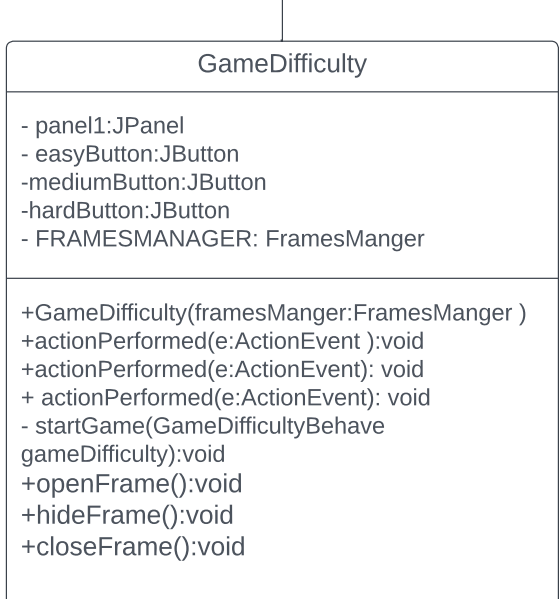 GameDifficulty
- panel1:JPanel
- easyButton:JButton
-mediumButton:JButton
-hardButton:JButton
- FRAMESMANAGER: FramesManger
+GameDifficulty(framesManger:FramesManger )
+actionPerformed(e:ActionEvent ):void
+actionPerformed(e:ActionEvent): void
+ actionPerformed(e:ActionEvent): void
- startGame(GameDifficultyBehave
gameDifficulty):void
+openFrame():void
+hideFrame():void
+closeFrame():void